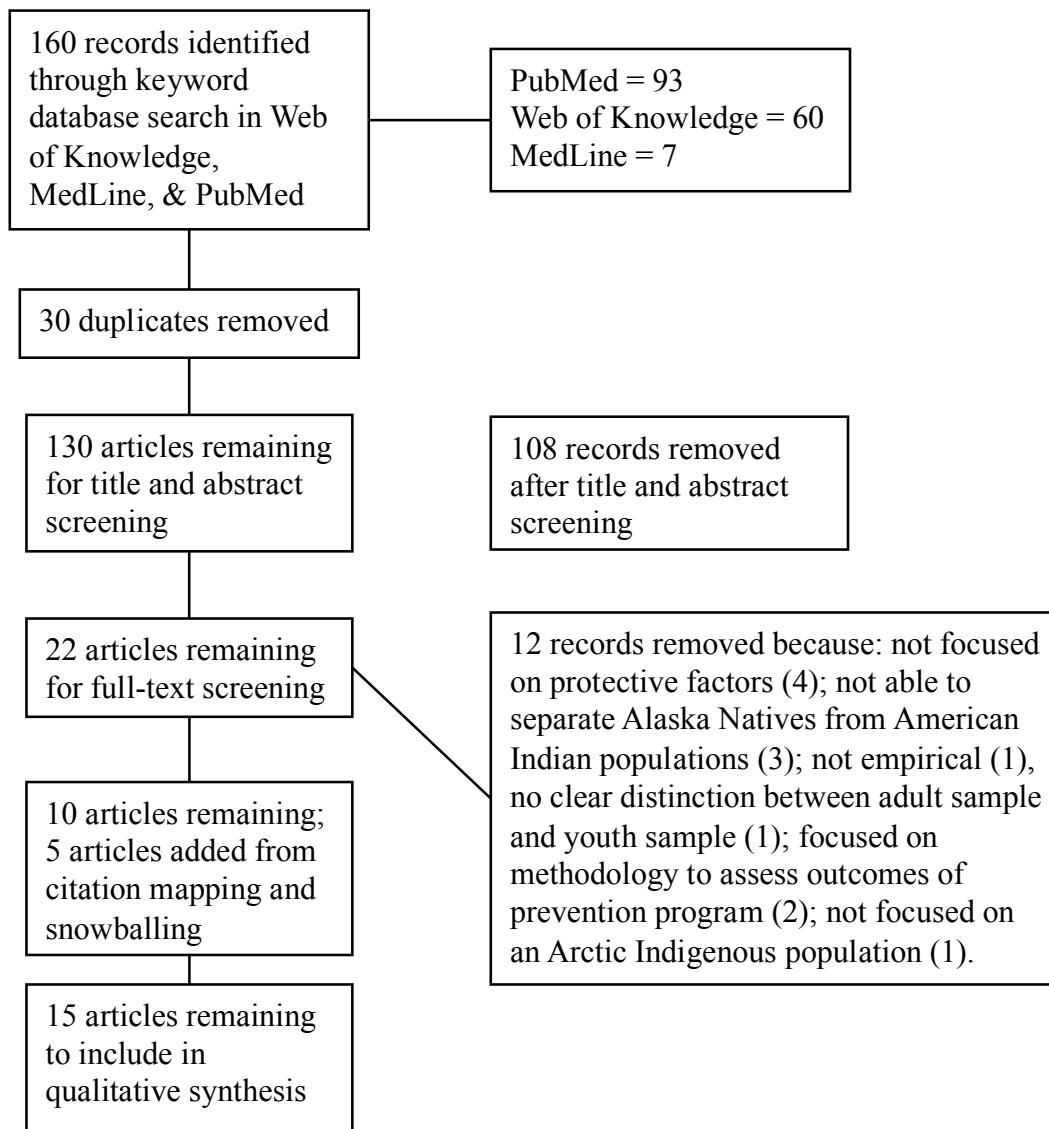 160 records identified
through keyword
database search in Web
of Knowledge,
MedLine, & PubMed
PubMed = 93
Web of Knowledge = 60
MedLine = 7
30 duplicates removed
130 articles remaining
for title and abstract
screening
108 records removed
after title and abstract
screening
22 articles remaining
for full-text screening
12 records removed because: not focused
on protective factors (4); not able to
separate Alaska Natives from American
Indian populations (3); not empirical (1),
no clear distinction between adult sample
and youth sample (1); focused on
methodology to assess outcomes of
prevention program (2); not focused on
an Arctic Indigenous population (1).
10 articles remaining;
5 articles added from
citation mapping and
snowballing
15 articles remaining
to include in
qualitative synthesis